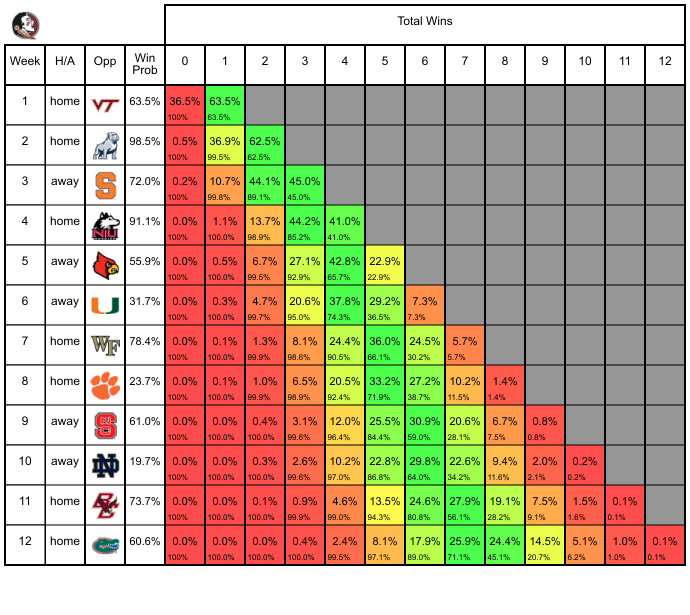 Total Wins
Week H/A Opp Win Prob 0 1 2 3 4 5 6 7 8 9 10 11 12
1 home VT 63.5% 36.5% 63.5%
100% 63.5%
2 home 98.5% 0.5% 36.9% 62.5%
100% 99.5% 62.5%
3 away S 72.0% 0.2% 10.7% 44.1% 45.0%
100% 99.8% 89.1% 45.0%
4 home NIU 91.1% 0.0% 1.1% 13.7% 44.2% 41.0%
100% 100.0% 98.9% 85.2% 41.0%
5 away 55.9% 0.0% 0.5% 6.7% 27.1% 42.8% 22.9%
100% 100.0% 99.5% 92.9% 65.7% 22.9%
6 away U 31.7% 0.0% 0.3% 4.7% 20.6% 37.8% 29.2% 7.3%
100% 100.0% 99.7% 95.0% 74.3% 36.5% 7.3%
7 home WF 78.4% 0.0% 0.1% 1.3% 8.1% 24.4% 36.0% 24.5% 5.7%
100% 100.0% 99.9% 98.6% 90.5% 66.1% 30.2% 5.7%
8 home 23.7% 0.0% 0.1% 1.0% 6.5% 20.5% 33.2% 27.2% 10.2% 1.4%
100% 100.0% 99.9% 98.9% 92.4% 71.9% 38.7% 11.5% 1.4%
9 away S 61.0% 0.0% 0.0% 0.4% 3.1% 12.0% 25.5% 30.9% 20.6% 6.7% 0.8%
100% 100.0% 100.0% 99.6% 96.4% 84.4% 59.0% 28.1% 7.5% 0.8%
10 away ND 19.7% 0.0% 0.0% 0.3% 2.6% 10.2% 22.8% 29.8% 22.6% 9.4% 2.0% 0.2%
100% 100.0% 100.0% 99.6% 97.0% 86.8% 64.0% 34.2% 11.6% 2.1% 0.2%
11 home BC 73.7% 0.0% 0.0% 0.1% 0.9% 4.6% 13.5% 24.6% 27.9% 19.1% 7.5% 1.5% 0.1%
100% 100.0% 100.0% 99.9% 99.0% 94.3% 80.8% 56.1% 28.2% 9.1% 1.6% 0.1%
12 home 60.6% 0.0% 0.0% 0.0% 0.4% 2.4% 8.1% 17.9% 25.9% 24.4% 14.5% 5.1% 1.0% 0.1%
100% 100.0% 100.0% 100.0% 99.5% 97.1% 89.0% 71.1% 45.1% 20.7% 6.2% 1.0% 0.1%